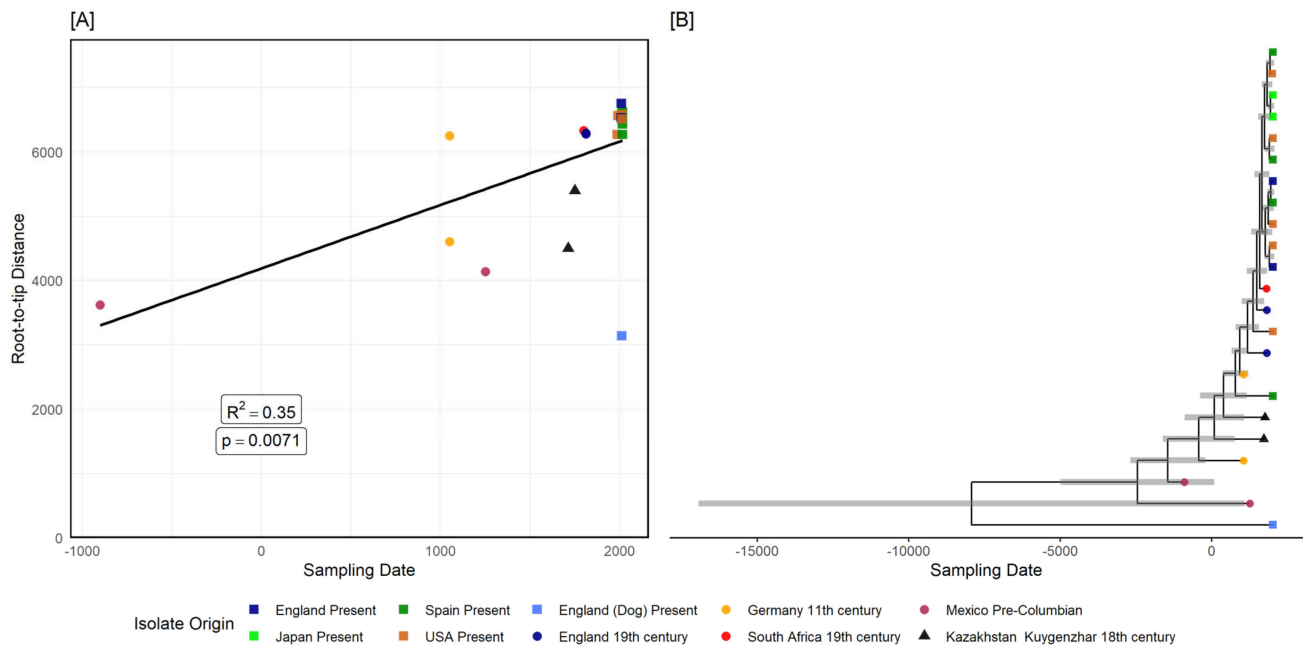 [A]
[B]
Root-to-tip Distance
6000
4000
2000
0
R² = 0.35
p = 0.0071
-1000 0 1000 2000
Sampling Date
-15000 -10000 -5000 0
Sampling Date
Isolate Origin
England Present Spain Present England (Dog) Present Germany 11th century Mexico Pre-Columbian
Japan Present USA Present England 19th century South Africa 19th century Kazakhstan Kuygenzhar 18th century